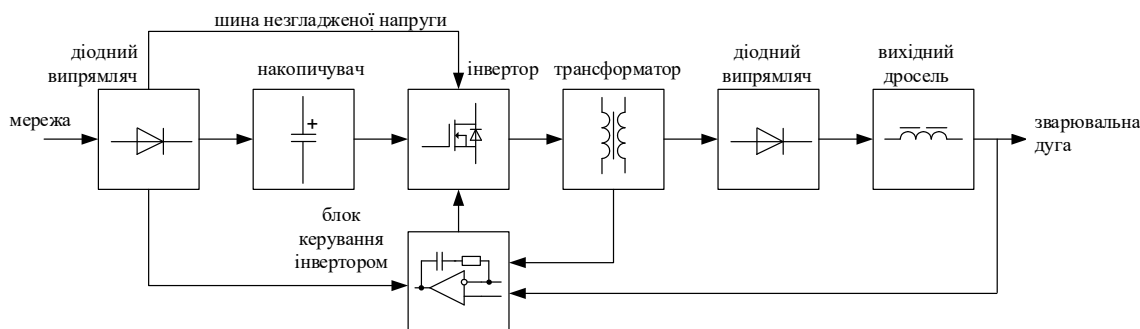 шина незгладженої напруги
діодний
випрямляч
накопичувач
інвертор
трансформатор
діодний
випрямляч
вихідний
дросель
мережа
+
зварювальна
дуга
блок
керування
інвертором